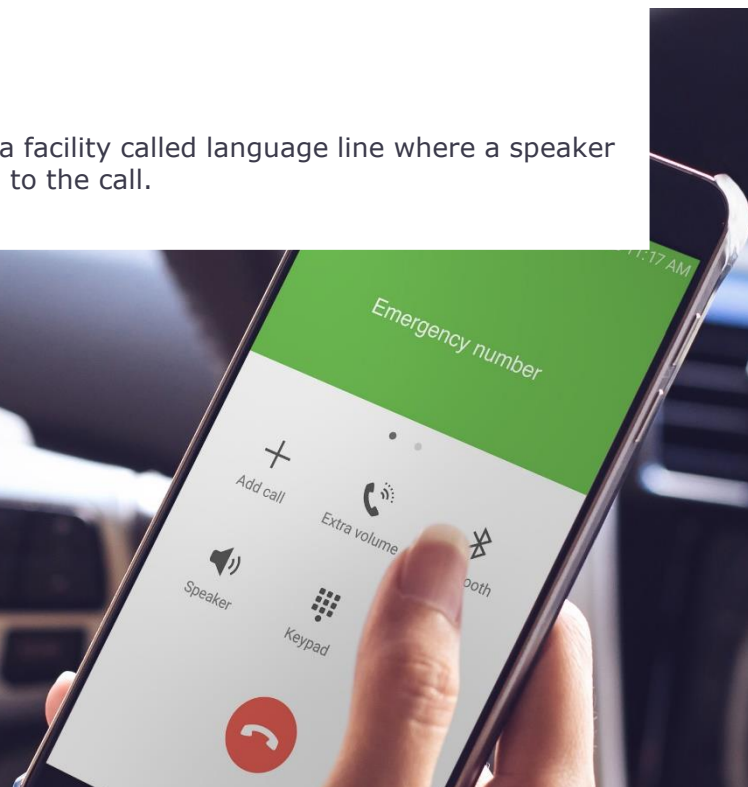 a facility called language line where a speaker
to the call.
11:17 AM
Emergency number
Add call
Extra volume
Speaker
Keypad